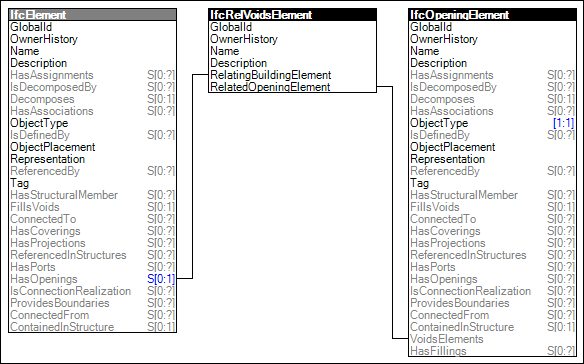 IfcElement
GlobalId
OwnerHistory
Name
Description
HasAssignments S[0:?]
IsDecomposedBy S[0:?]
Decomposes S[0:1]
HasAssociations S[0:?]
ObjectType
IsDefinedBy S[0:?]
ObjectPlacement
Representation
ReferencedBy S[0:?]
Tag
HasStructuralMember S[0:?]
FillsVoids S[0:1]
ConnectedTo S[0:?]
HasCoverings S[0:?]
HasProjections S[0:?]
ReferencedInStructures S[0:?]
HasPorts S[0:?]
HasOpenings S[0:1]
IsConnectionRealization S[0:?]
ProvidesBoundaries S[0:?]
ConnectedFrom S[0:?]
ContainedInStructure S[0:1]
IfcRelVoidsElement
GlobalId
OwnerHistory
Name
Description
RelatingBuildingElement
RelatedOpeningElement
IfcOpeningElement
GlobalId
OwnerHistory
Name
Description
HasAssignments S[0:?]
IsDecomposedBy S[0:?]
Decomposes S[0:1]
HasAssociations S[0:?]
ObjectType [1:1]
IsDefinedBy S[0:?]
ObjectPlacement
Representation
ReferencedBy S[0:?]
Tag
HasStructuralMember S[0:?]
FillsVoids S[0:1]
ConnectedTo S[0:?]
HasCoverings S[0:?]
HasProjections S[0:?]
ReferencedInStructures S[0:?]
HasPorts S[0:?]
HasOpenings S[0:?]
IsConnectionRealization S[0:?]
ProvidesBoundaries S[0:?]
ConnectedFrom S[0:?]
ContainedInStructure S[0:1]
VoidsElements
HasFillings S[0:?]